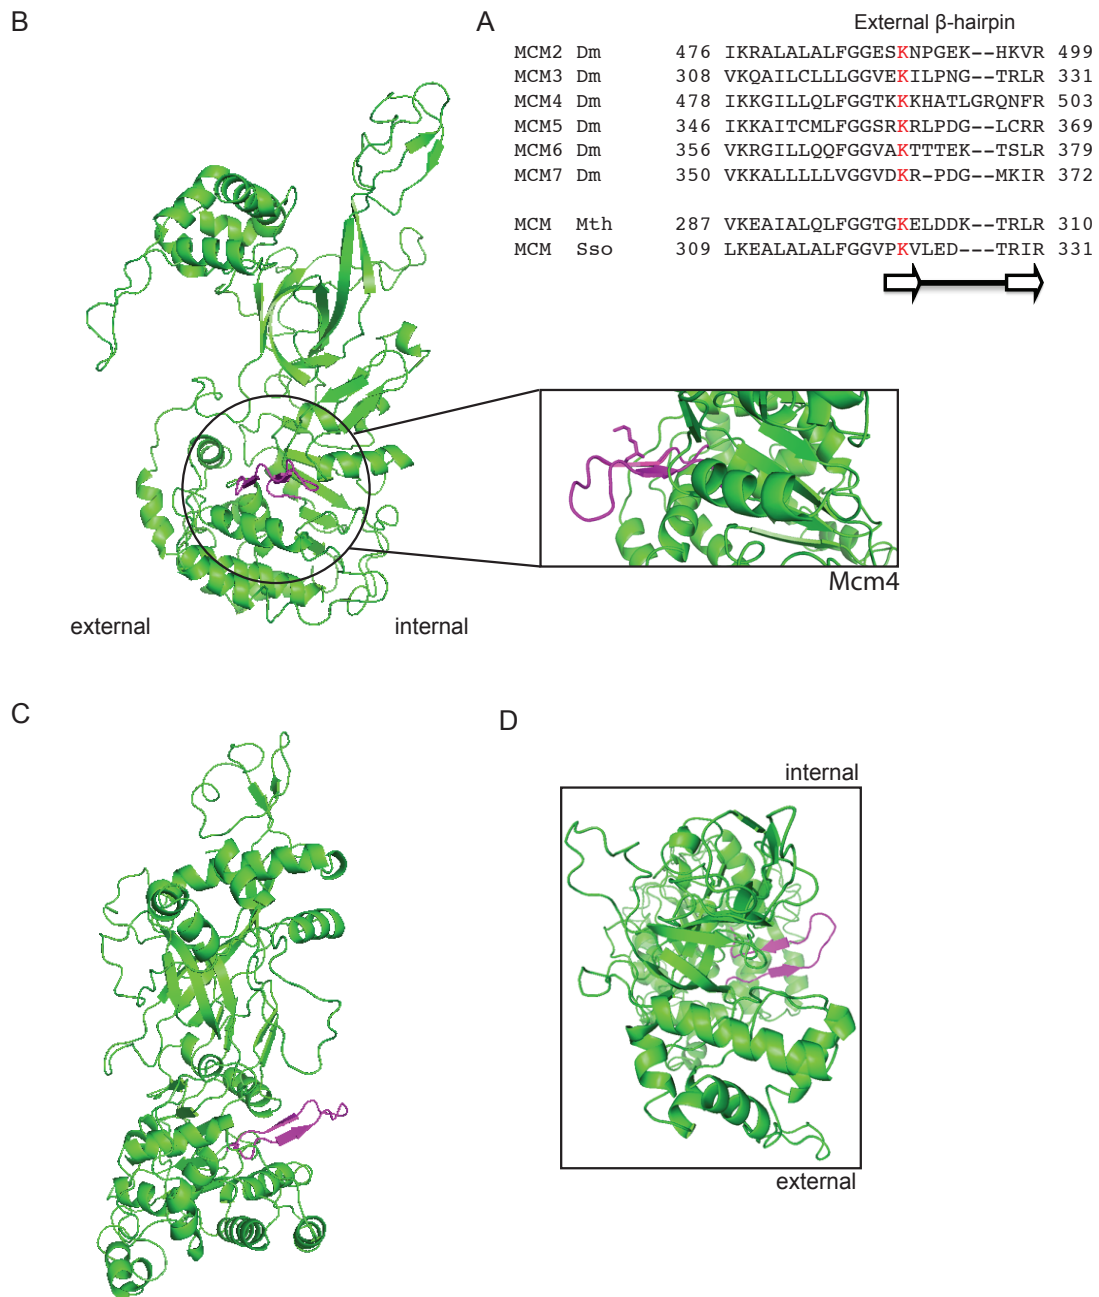 B
A
External β-hairpin
MCM2 Dm 476 IKRALALALFGGESKNPGEK--HKVR 499
MCM3 Dm 308 VKQAILCLLLGGVEKILPNG--TRLR 331
MCM4 Dm 478 IKKGILLQLFGGTKKKHATLGRQNFR 503
MCM5 Dm 346 IKKAITCMLFGGSRKRLPDG--LCRR 369
MCM6 Dm 356 VKRGILLQQFGGVAKTTTEK--TSLR 379
MCM7 Dm 350 VKKALLLLLVGGVDKR-PDG--MKIR 372
MCM Mth 287 VKEAIALQLFGGTGKELDDK--TRLR 310
MCM Sso 309 LKEALALALFGGVPKVLED---TRIR 331
Mcm4
external
internal
C
D
internal
external